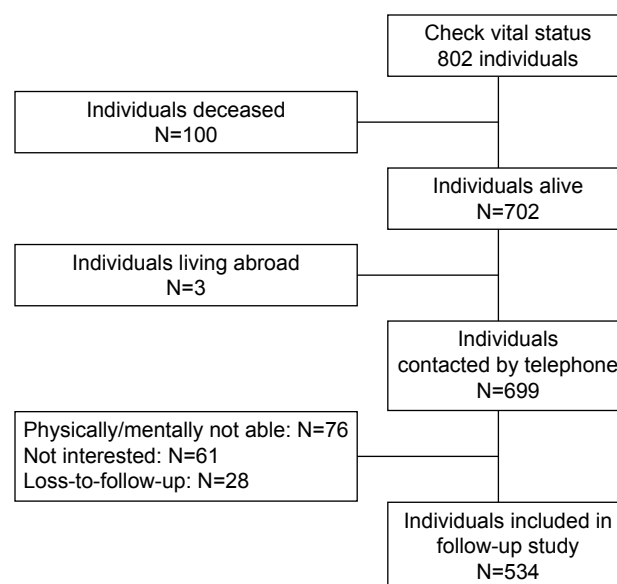 Check vital status
802 individuals
Individuals deceased
N=100
Individuals alive
N=702
Individuals living abroad
N=3
Individuals
contacted by telephone
N=699
Physically/mentally not able: N=76
Not interested: N=61
Loss-to-follow-up: N=28
Individuals included in
follow-up study
N=534